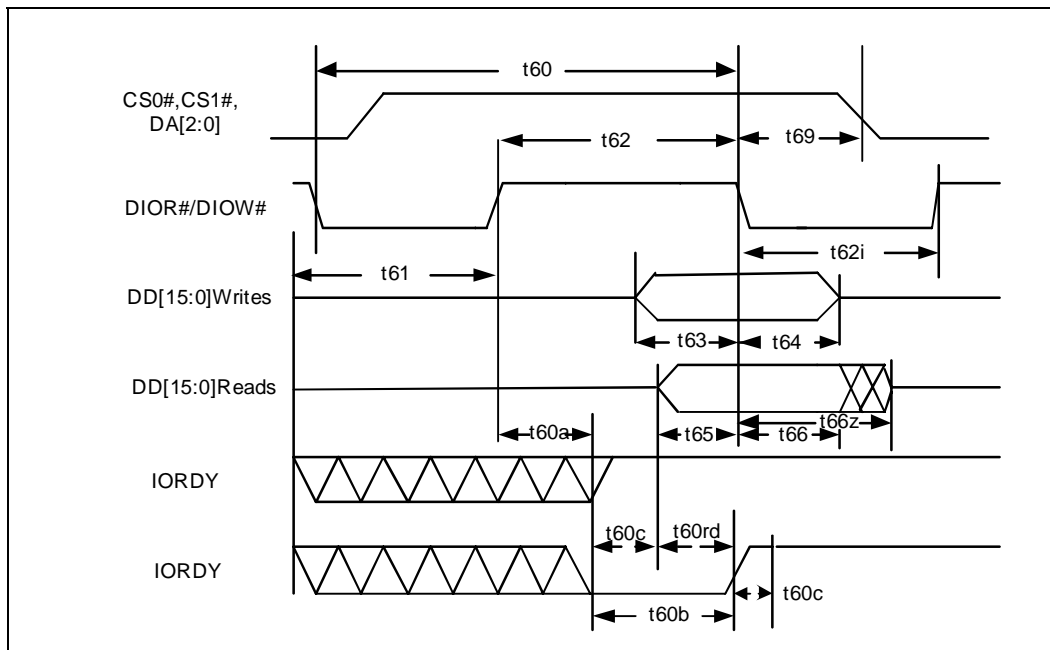 t60
CS0#,CS1#,
DA[2:0]
t62
t69
DIOR#/DIOW#
t62i
t61
DD[15:0]Writes
t63
t64
DD[15:0]Reads
t60a
t65
t66
t66z
IORDY
t60c
t60rd
IORDY
t60c
t60b